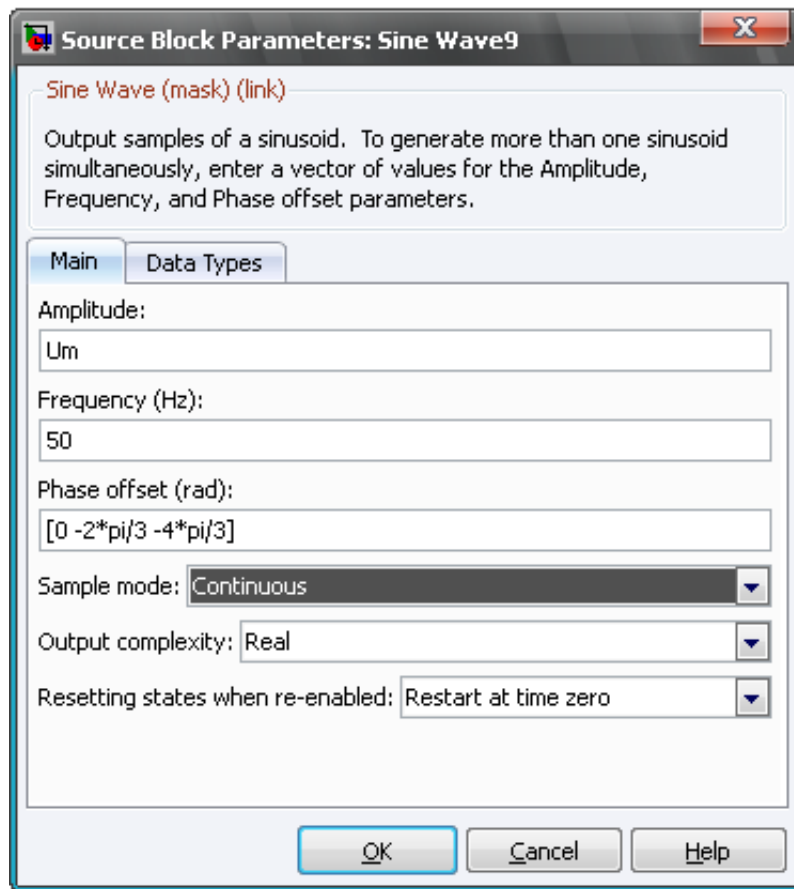 Source Block Parameters: Sine Wave9
Sine Wave (mask) (link)
Output samples of a sinusoid. To generate more than one sinusoid
simultaneously, enter a vector of values for the Amplitude,
Frequency, and Phase offset parameters.
Main
Data Types
Amplitude:
Um
Frequency (Hz):
50
Phase offset (rad):
[0 -2*pi/3 -4*pi/3]
Sample mode: Continuous
Output complexity: Real
Resetting states when re-enabled: Restart at time zero
OK
Cancel
Help